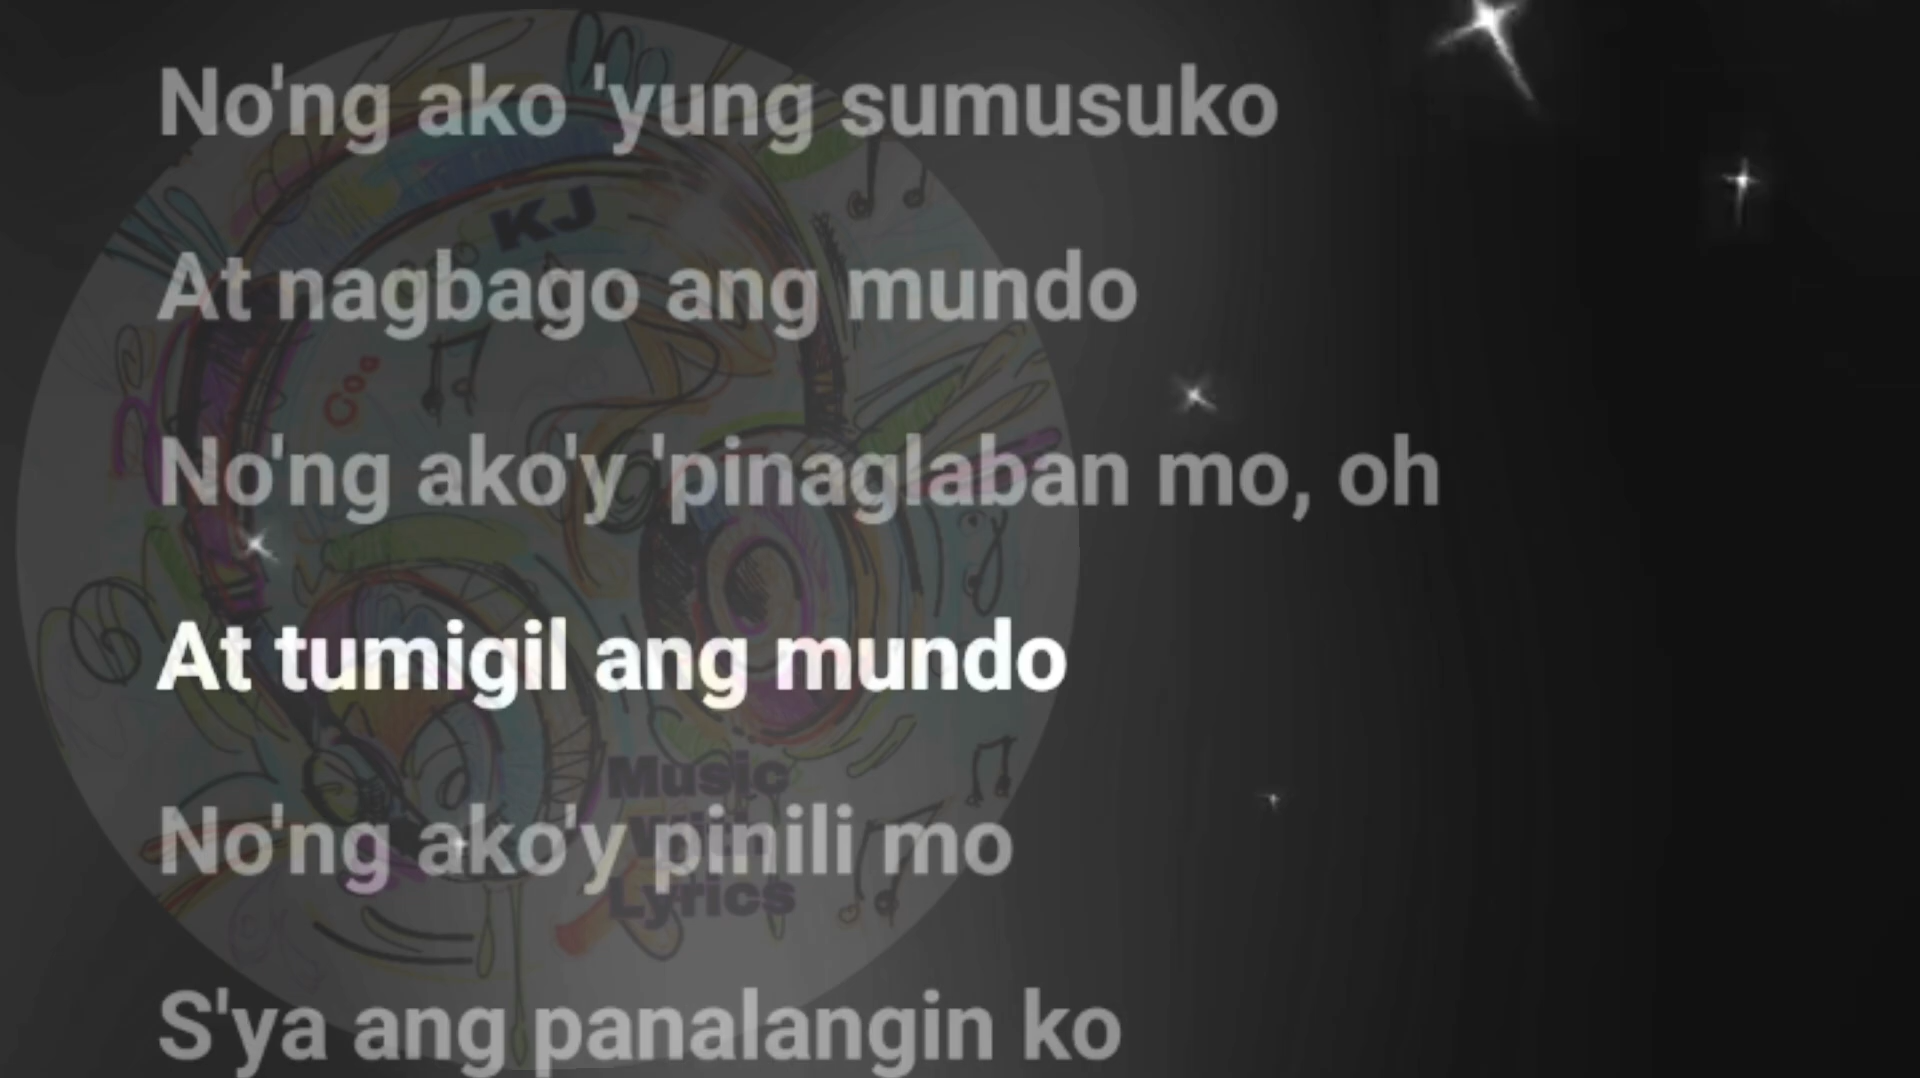 No'ng ako 'yung sumusuko
KJ
At nagbago ang mundo
No'ng ako'y 'pinaglaban mo, oh
At tumigil ang mundo
Music
With
No'ng ako'y pinili mo
Lyrics
S'ya ang panalangin ko